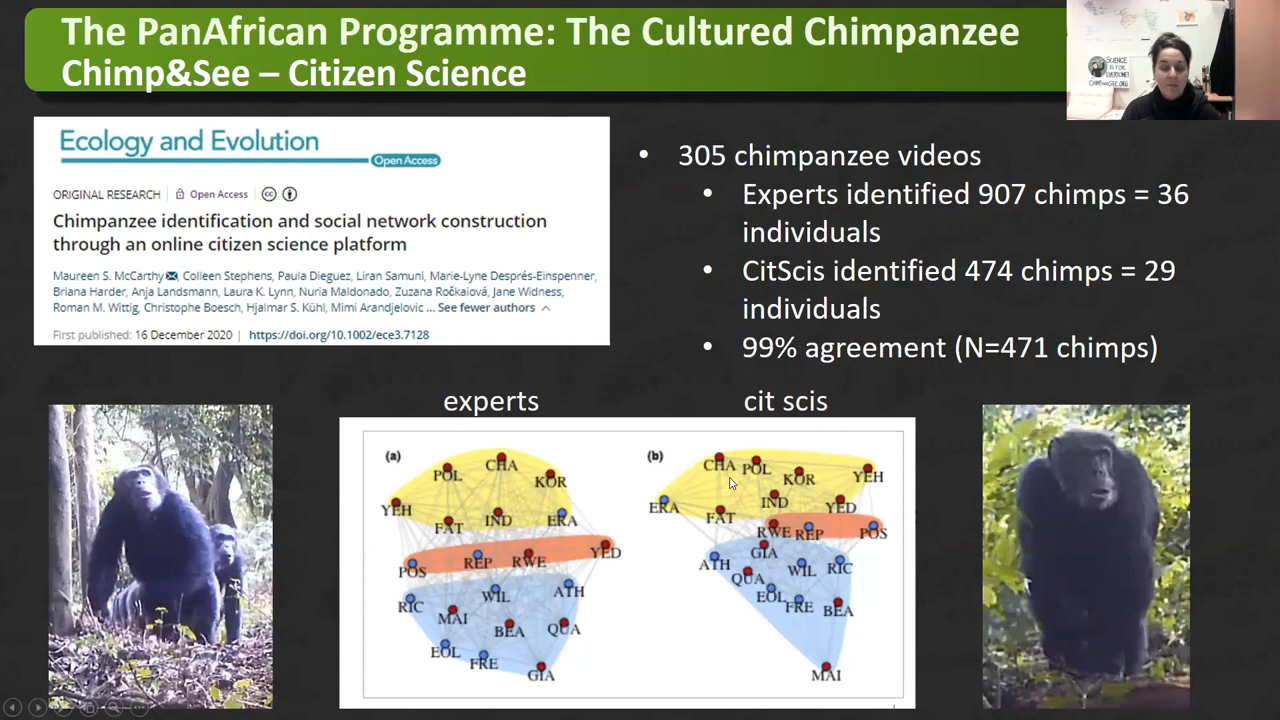 The PanAfrican Programme: The Cultured Chimpanzee
Chimp&See – Citizen Science
SCIENCE
IS FOR
EVERYONE!
CHIMPANDSEE.ORG
Ecology and Evolution
Open Access
ORIGINAL RESEARCH
Open Access
Chimpanzee identification and social network construction
through an online citizen science platform
Maureen S. McCarthy, Colleen Stephens, Paula Dieguez, Liran Samuni, Marie-Lyne Després-Einspenner,
Briana Harder, Anja Landsmann, Laura K. Lynn, Nuria Maldonado, Zuzana Ročkaiová, Jane Widness,
Roman M. Wittig, Christophe Boesch, Hjalmar S. Kühl, Mimi Arandjelovic ... See fewer authors
First published: 16 December 2020 | https://doi.org/10.1002/ece3.7128
• 305 chimpanzee videos
• Experts identified 907 chimps = 36
individuals
• CitScis identified 474 chimps = 29
individuals
• 99% agreement (N=471 chimps)
experts
cit scis
(a)
POL
CHA
KOR
YEH
FAT
IND
ERA
POS
REP
RWE
YED
RIC
WIL
ATH
MAI
BEA
QUA
EOL
FRE
GIA
(b)
CHA
POL
KOR
YEH
ERA
FAT
IND
YED
RWE
REP
POS
GIA
ATH
QUA
WIL
RIC
EOL
FRE
BEA
MAI